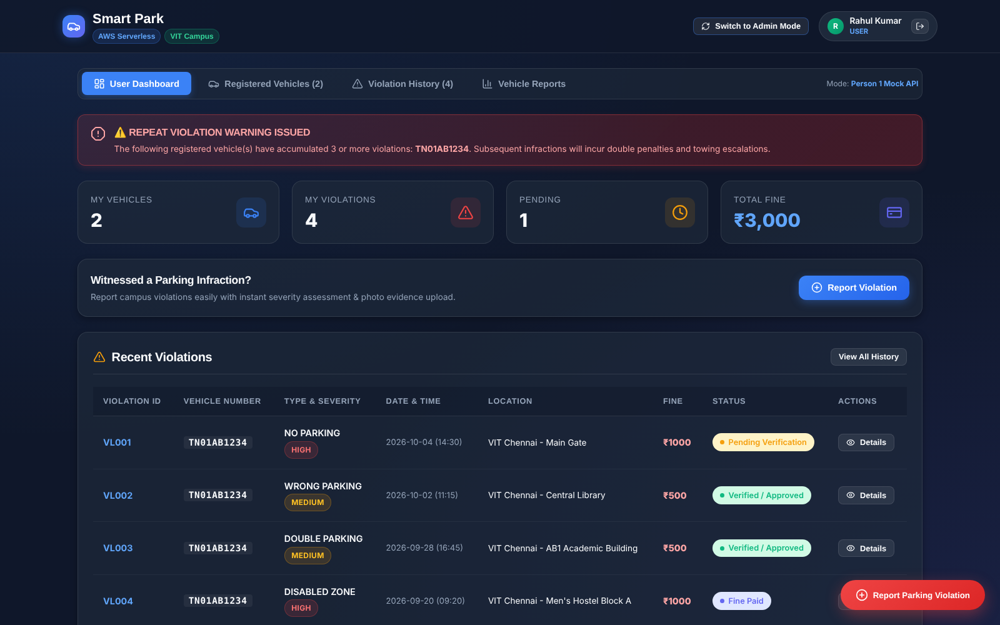 Smart Park
AWS Serverless VIT Campus
Switch to Admin Mode
R
Rahul Kumar
USER
User Dashboard
Registered Vehicles (2)
Violation History (4)
Vehicle Reports
Mode: Person 1 Mock API
⚠️ REPEAT VIOLATION WARNING ISSUED
The following registered vehicle(s) have accumulated 3 or more violations: TN01AB1234. Subsequent infractions will incur double penalties and towing escalations.
MY VEHICLES
2
MY VIOLATIONS
4
PENDING
1
TOTAL FINE
₹3,000
Witnessed a Parking Infraction?
Report campus violations easily with instant severity assessment & photo evidence upload.
Report Violation
Recent Violations
View All History
VIOLATION ID VEHICLE NUMBER TYPE & SEVERITY DATE & TIME LOCATION FINE STATUS ACTIONS
VL001 TN01AB1234 NO PARKING HIGH 2026-10-04 (14:30) VIT Chennai - Main Gate ₹1000 Pending Verification Details
VL002 TN01AB1234 WRONG PARKING MEDIUM 2026-10-02 (11:15) VIT Chennai - Central Library ₹500 Verified / Approved Details
VL003 TN01AB1234 DOUBLE PARKING MEDIUM 2026-09-28 (16:45) VIT Chennai - AB1 Academic Building ₹500 Verified / Approved Details
VL004 TN01AB1234 DISABLED ZONE HIGH 2026-09-20 (09:20) VIT Chennai - Men's Hostel Block A ₹1000 Fine Paid
Report Parking Violation